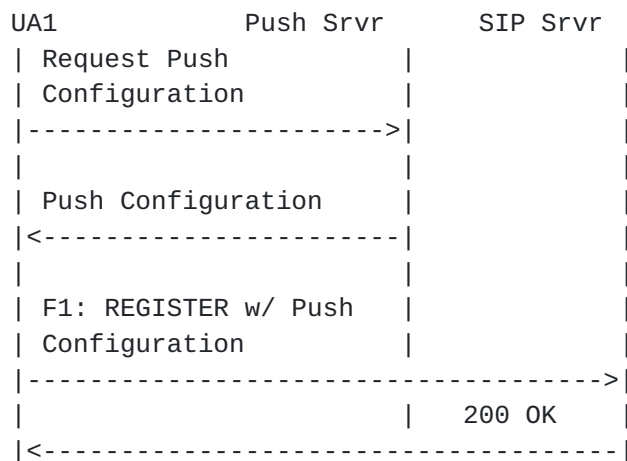 UA1 Push Srvr SIP Srvr
Request Push
Configuration
Push Configuration
F1: REGISTER w/ Push
Configuration
200 OK